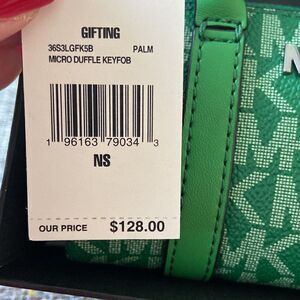 GIFTING
36S3LGFK5B PALM
MICRO DUFFLE KEYFOB
1 96163 79034 3
NS
OUR PRICE $128.00